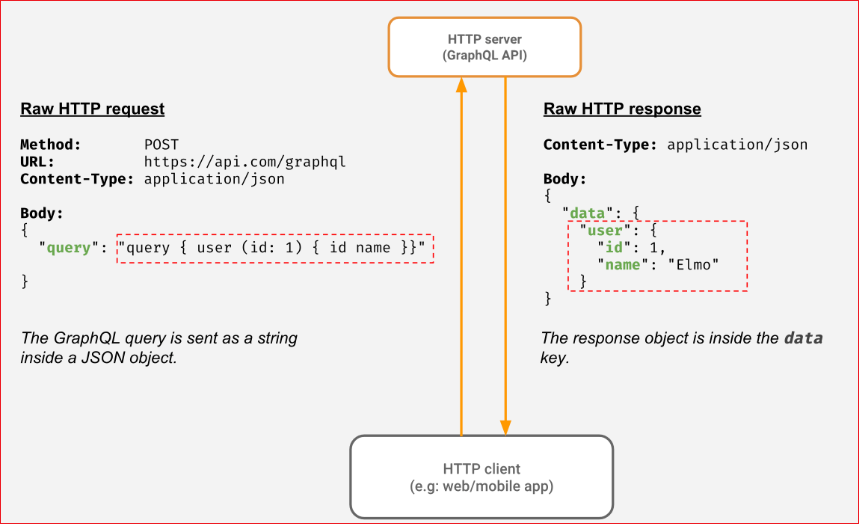 HTTP server
(GraphQL API)
Raw HTTP request
Method: POST
URL: https://api.com/graphql
Content-Type: application/json
Body:
{
"query": "query { user (id: 1) { id name }}"
}
The GraphQL query is sent as a string
inside a JSON object.
Raw HTTP response
Content-Type: application/json
Body:
{
"data": {
"user": {
"id": 1,
"name": "Elmo"
}
}
The response object is inside the data
key.
HTTP client
(e.g: web/mobile app)